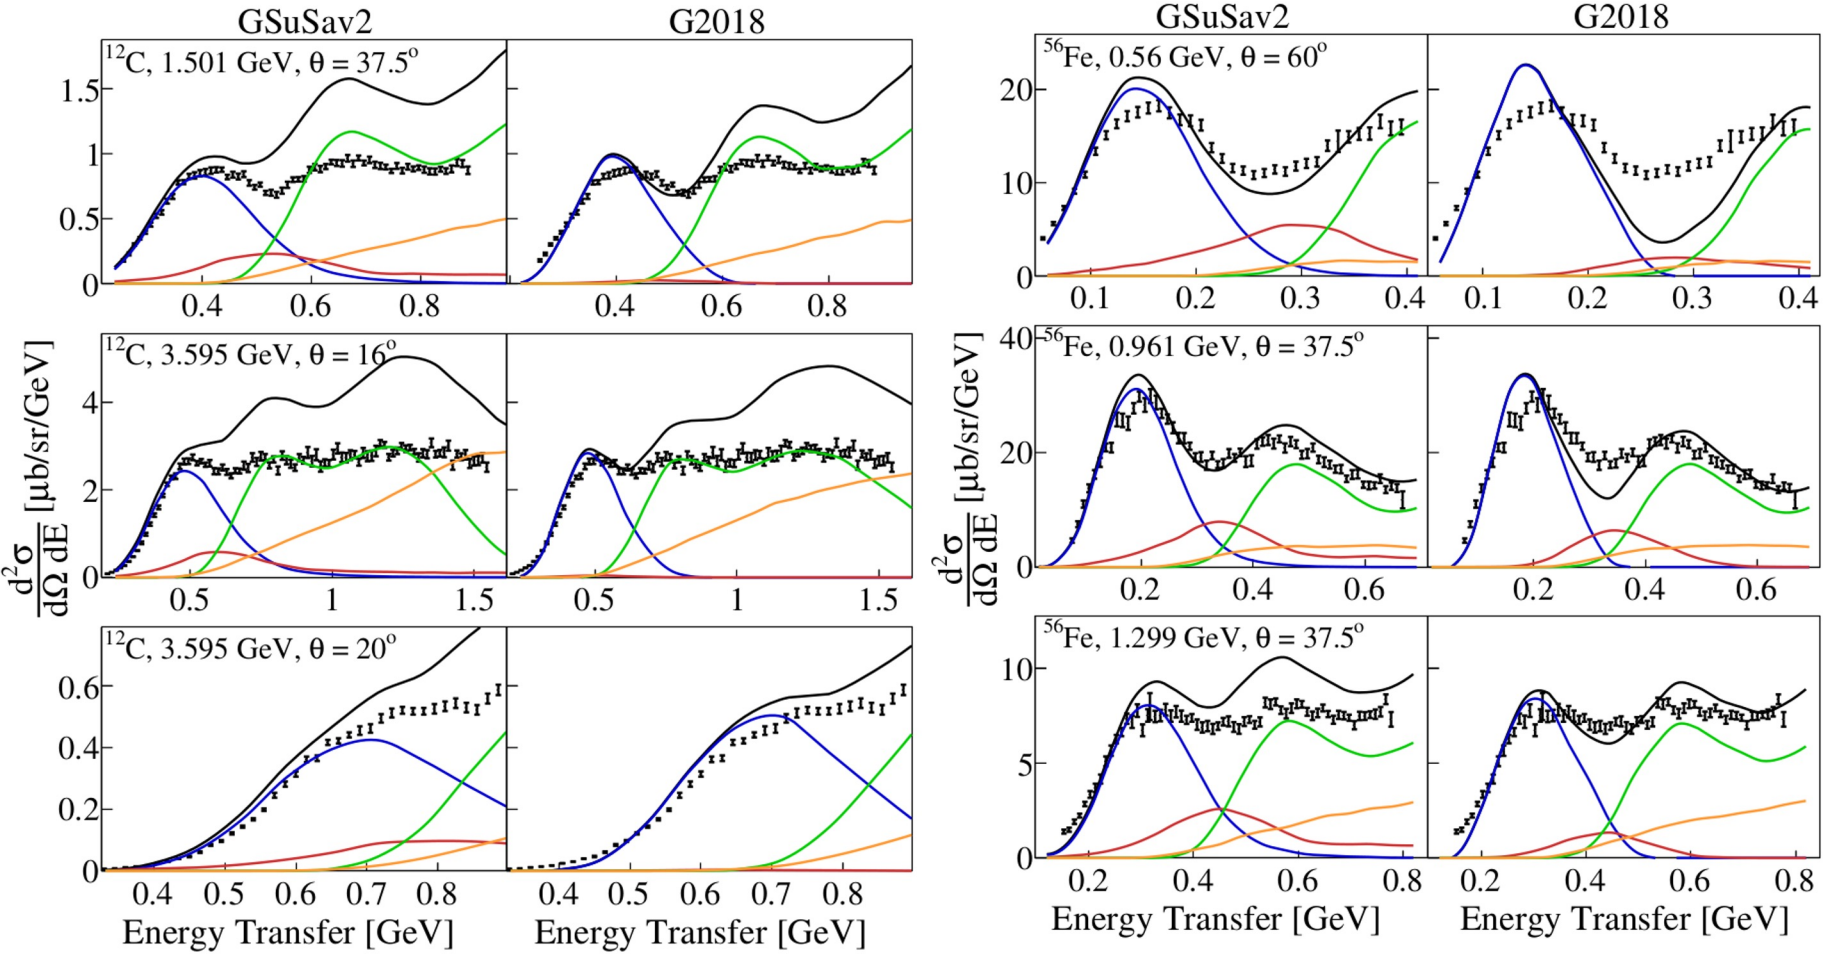 GSuSav2 G2018 GSuSav2 G2018
¹²C, 1.501 GeV, θ = 37.5°
1.5
1
0.5
0
0.4 0.6 0.8 0.4 0.6 0.8
¹²C, 3.595 GeV, θ = 16°
4
2
0
0.5 1 1.5 0.5 1 1.5
¹²C, 3.595 GeV, θ = 20°
0.6
0.4
0.2
0
0.4 0.5 0.6 0.7 0.8 0.4 0.5 0.6 0.7 0.8
d²σ/dΩ dE [μb/sr/GeV]
Energy Transfer [GeV] Energy Transfer [GeV]
⁵⁶Fe, 0.56 GeV, θ = 60°
20
10
0
0.1 0.2 0.3 0.4 0.1 0.2 0.3 0.4
⁵⁶Fe, 0.961 GeV, θ = 37.5°
40
20
0
0.2 0.4 0.6 0.2 0.4 0.6
⁵⁶Fe, 1.299 GeV, θ = 37.5°
10
5
0
0.2 0.4 0.6 0.8 0.2 0.4 0.6 0.8
d²σ/dΩ dE [μb/sr/GeV]
Energy Transfer [GeV] Energy Transfer [GeV]